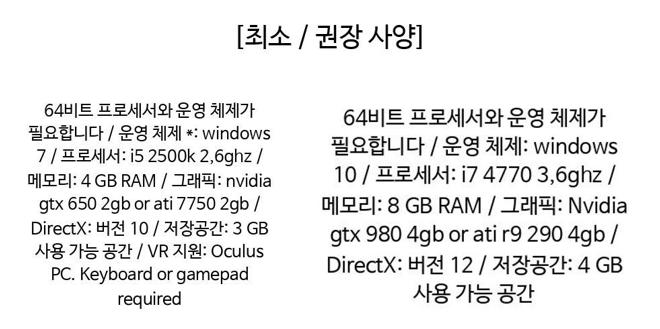 [최소 / 권장 사양]
64비트 프로세서와 운영 체제가
필요합니다 / 운영 체제 *: windows
7 / 프로세서: i5 2500k 2,6ghz /
메모리: 4 GB RAM / 그래픽: nvidia
gtx 650 2gb or ati 7750 2gb /
DirectX: 버전 10 / 저장공간: 3 GB
사용 가능 공간 / VR 지원: Oculus
PC. Keyboard or gamepad
required
64비트 프로세서와 운영 체제가
필요합니다 / 운영 체제: windows
10 / 프로세서: i7 4770 3,6ghz /
메모리: 8 GB RAM / 그래픽: Nvidia
gtx 980 4gb or ati r9 290 4gb /
DirectX: 버전 12 / 저장공간: 4 GB
사용 가능 공간